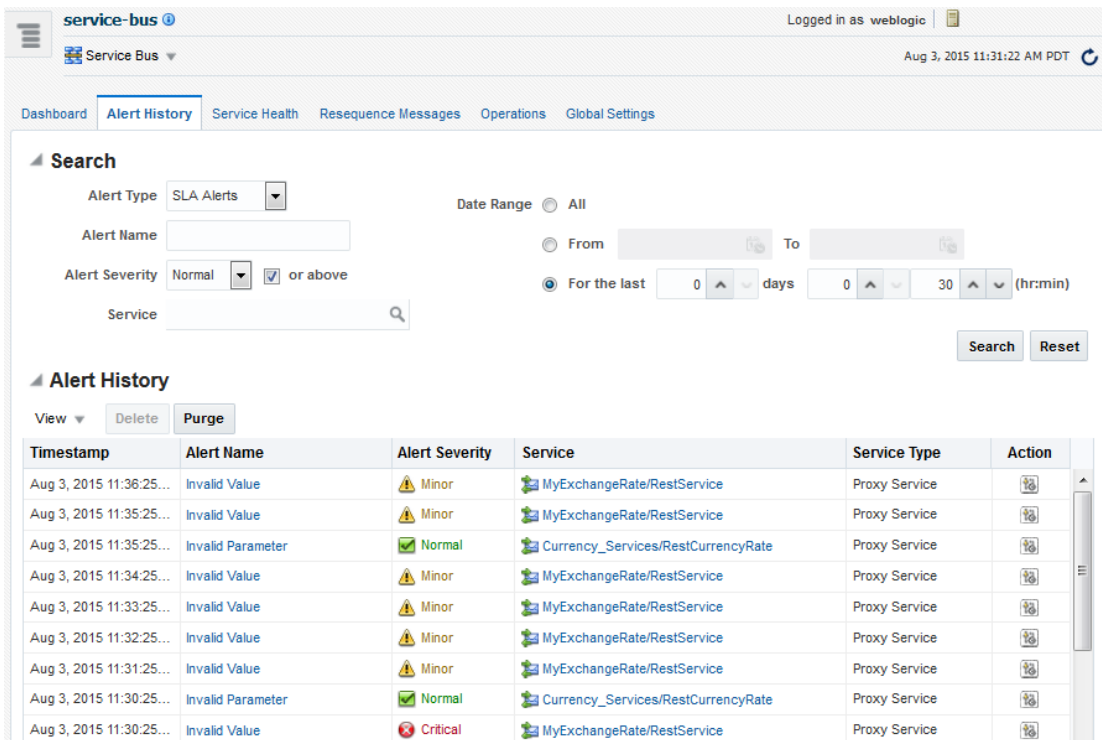 service-bus
Logged in as weblogic
Service Bus
Aug 3, 2015 11:31:22 AM PDT
Dashboard Alert History Service Health Resequence Messages Operations Global Settings
Search
Alert Type SLA Alerts
Date Range All
Alert Name
From To
Alert Severity Normal or above
For the last 0 days 0 30 (hr:min)
Service
Search Reset
Alert History
View Delete Purge
Timestamp Alert Name Alert Severity Service Service Type Action
Aug 3, 2015 11:36:25... Invalid Value Minor MyExchangeRate/RestService Proxy Service
Aug 3, 2015 11:35:25... Invalid Value Minor MyExchangeRate/RestService Proxy Service
Aug 3, 2015 11:35:25... Invalid Parameter Normal Currency_Services/RestCurrencyRate Proxy Service
Aug 3, 2015 11:34:25... Invalid Value Minor MyExchangeRate/RestService Proxy Service
Aug 3, 2015 11:33:25... Invalid Value Minor MyExchangeRate/RestService Proxy Service
Aug 3, 2015 11:32:25... Invalid Value Minor MyExchangeRate/RestService Proxy Service
Aug 3, 2015 11:31:25... Invalid Value Minor MyExchangeRate/RestService Proxy Service
Aug 3, 2015 11:30:25... Invalid Parameter Normal Currency_Services/RestCurrencyRate Proxy Service
Aug 3, 2015 11:30:25... Invalid Value Critical MyExchangeRate/RestService Proxy Service